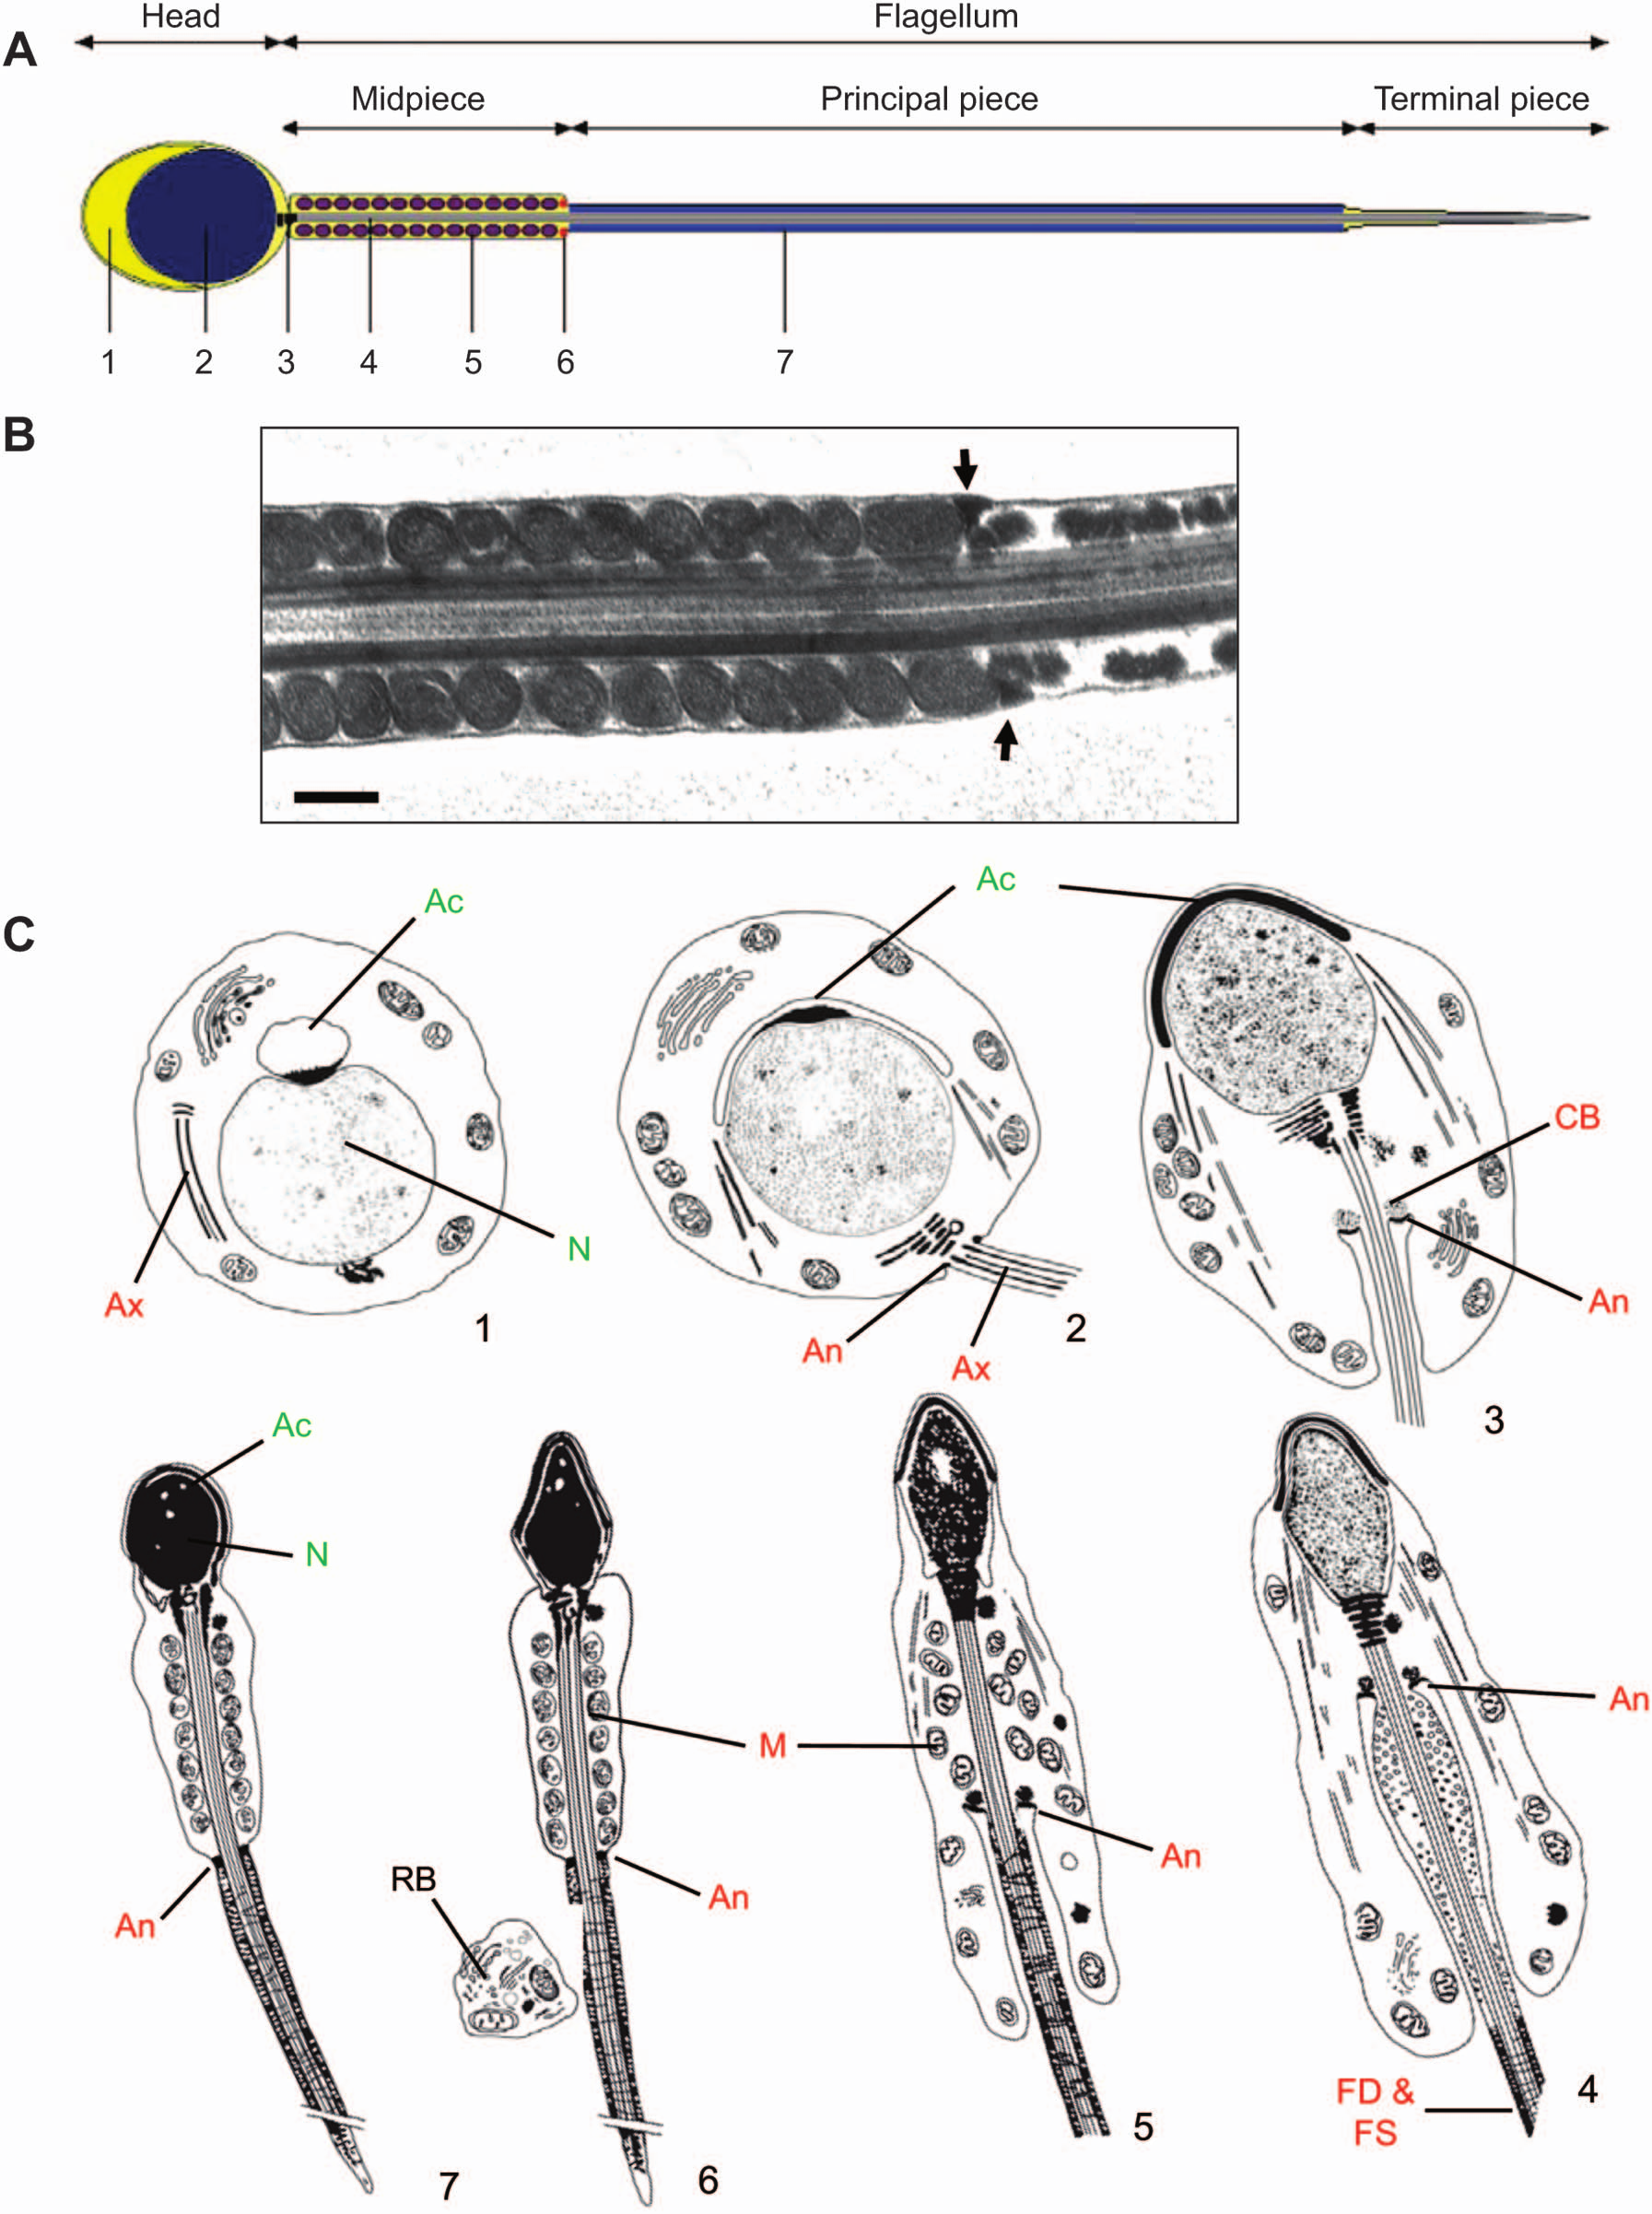 Head Flagellum
A
Midpiece Principal piece Terminal piece
1 2 3 4 5 6 7
B
C
Ac Ac
CB
N
An
Ax
An Ax
1 2 3
Ac
N
An
M
An
RB
An
An
FD &
FS
7 6 5 4